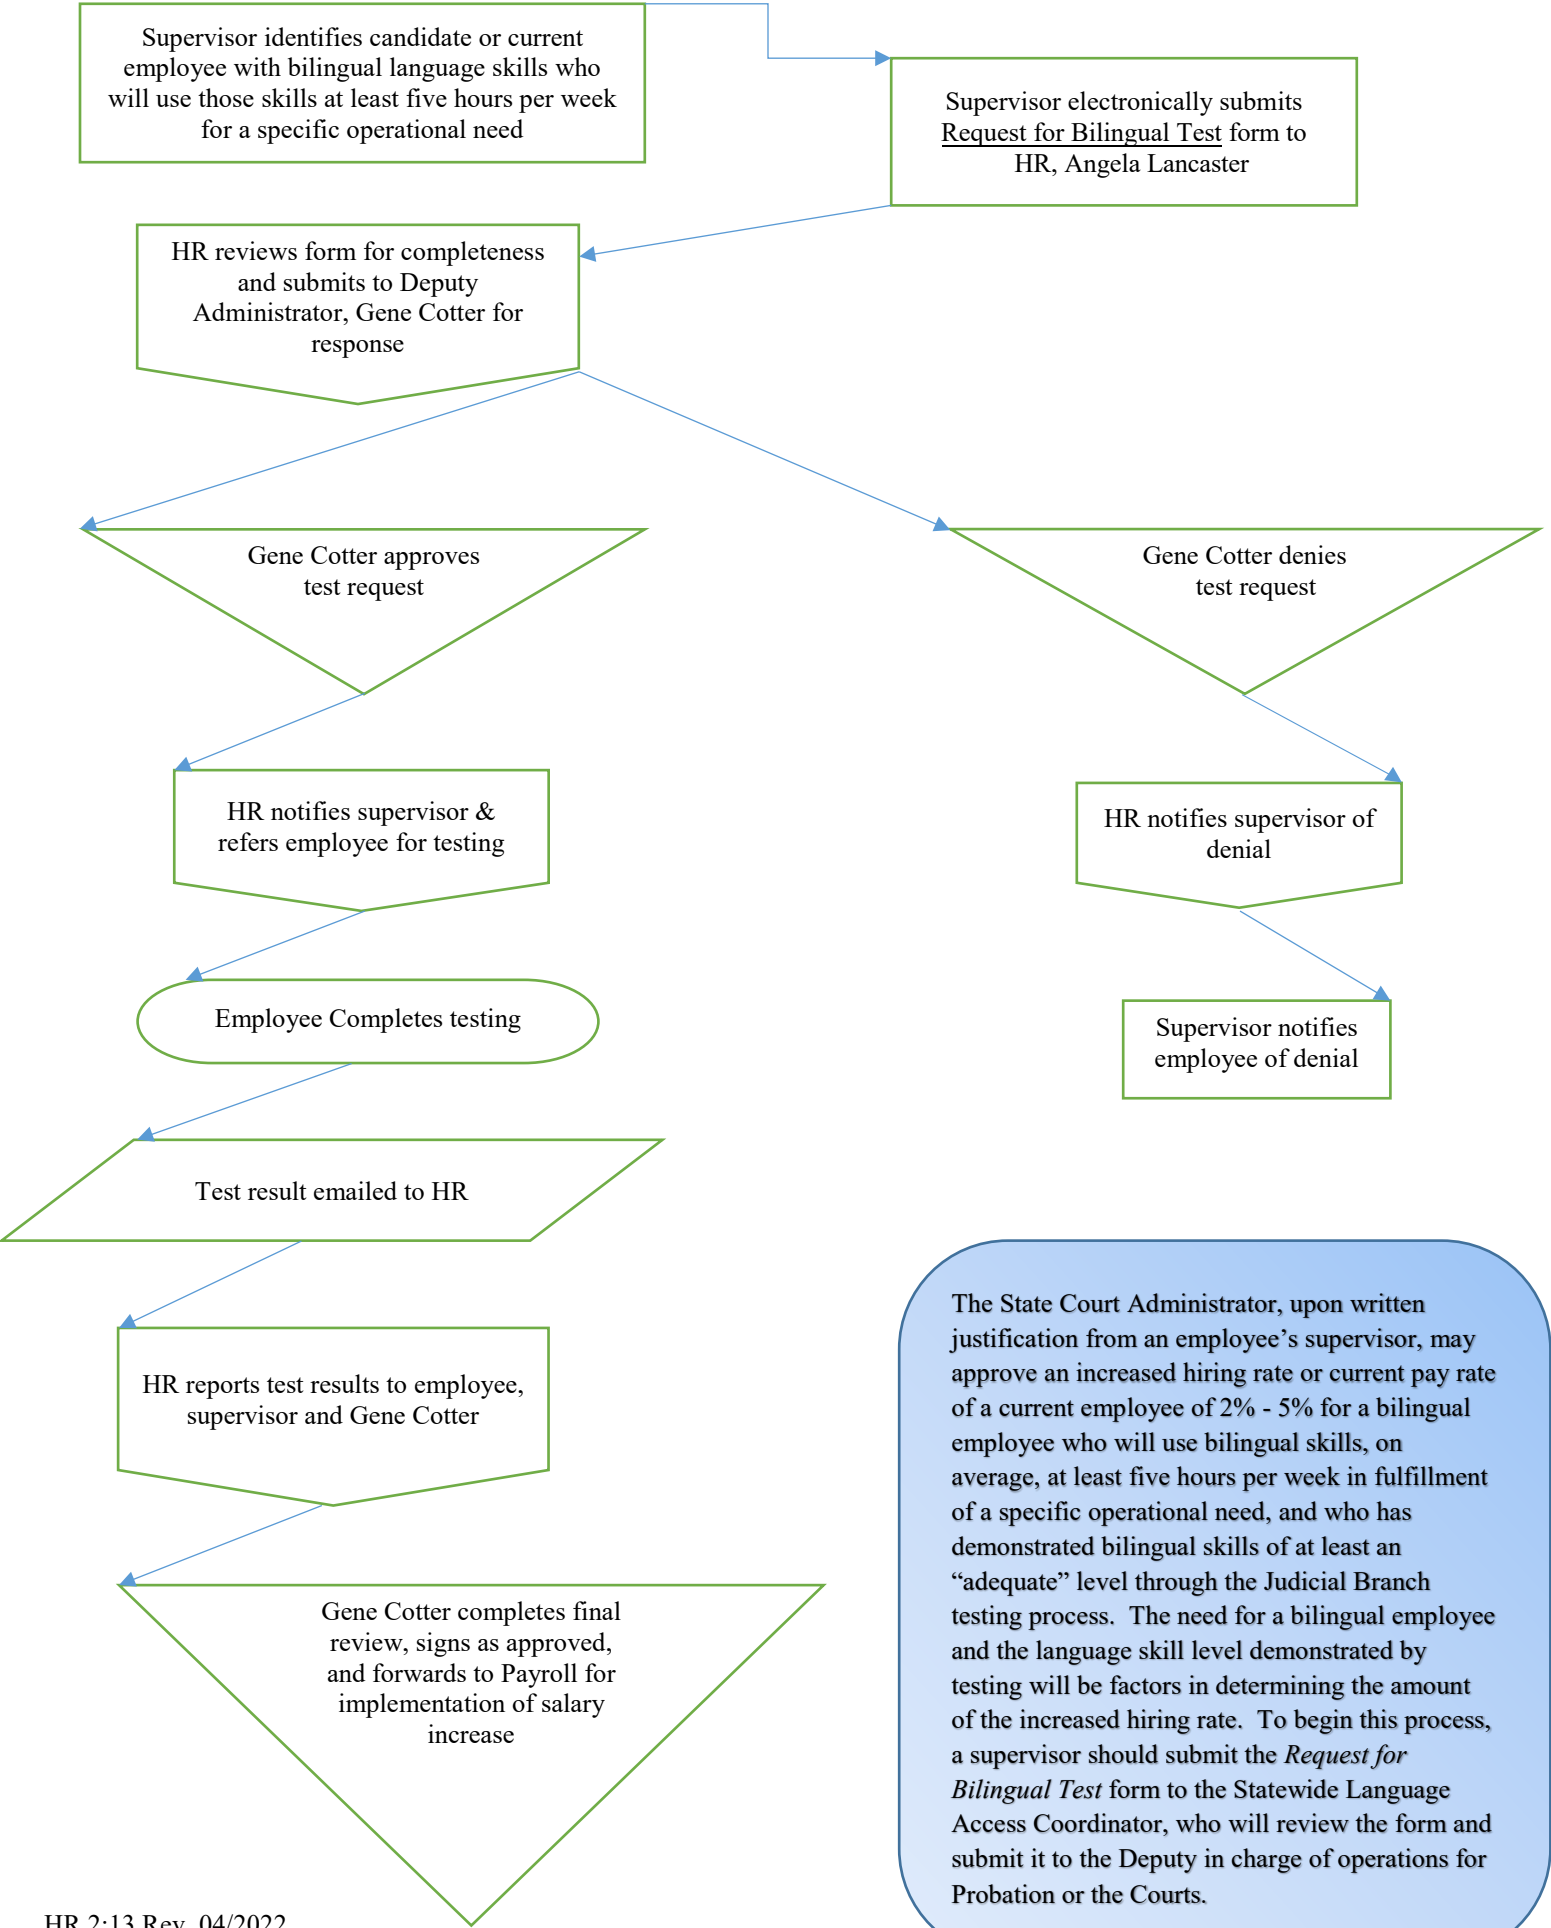 Supervisor identifies candidate or current
employee with bilingual language skills who
will use those skills at least five hours per week
for a specific operational need
Supervisor electronically submits
Request for Bilingual Test form to
HR, Angela Lancaster
HR reviews form for completeness
and submits to Deputy
Administrator, Gene Cotter for
response
Gene Cotter approves
test request
Gene Cotter denies
test request
HR notifies supervisor &
refers employee for testing
HR notifies supervisor of
denial
Employee Completes testing
Supervisor notifies
employee of denial
Test result emailed to HR
HR reports test results to employee,
supervisor and Gene Cotter
Gene Cotter completes final
review, signs as approved,
and forwards to Payroll for
implementation of salary
increase
The State Court Administrator, upon written
justification from an employee’s supervisor, may
approve an increased hiring rate or current pay rate
of a current employee of 2% - 5% for a bilingual
employee who will use bilingual skills, on
average, at least five hours per week in fulfillment
of a specific operational need, and who has
demonstrated bilingual skills of at least an
“adequate” level through the Judicial Branch
testing process.  The need for a bilingual employee
and the language skill level demonstrated by
testing will be factors in determining the amount
of the increased hiring rate.  To begin this process,
a supervisor should submit the Request for
Bilingual Test form to the Statewide Language
Access Coordinator, who will review the form and
submit it to the Deputy in charge of operations for
Probation or the Courts.
HR 2:13 Rev. 04/2022